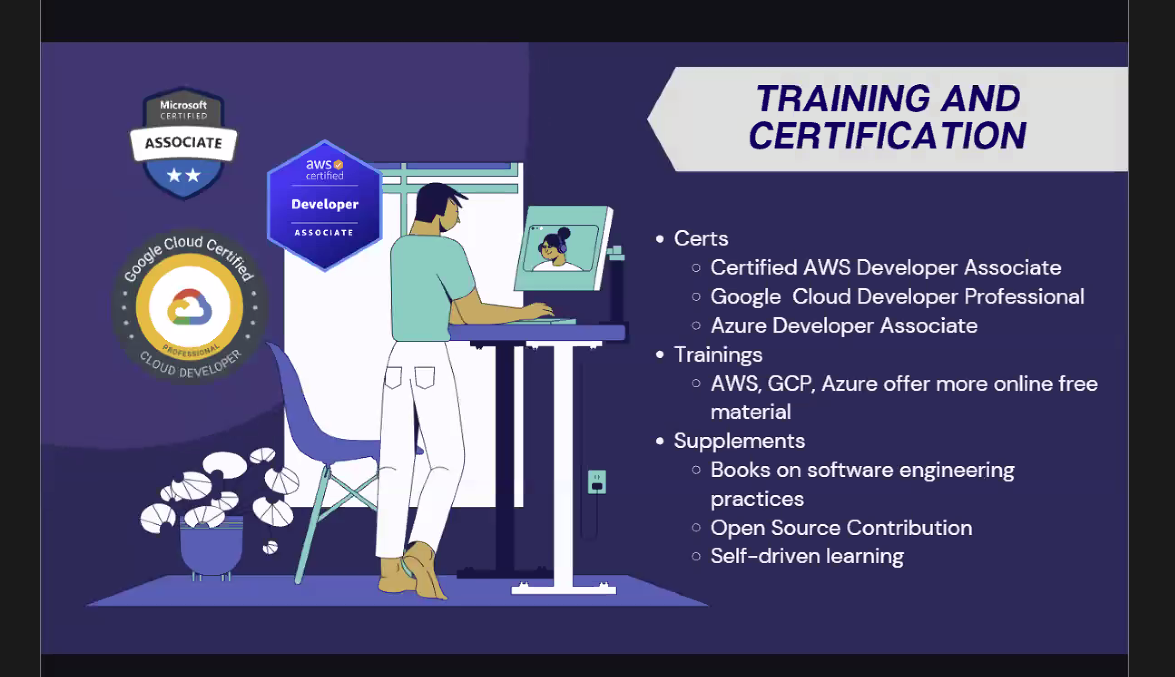 Microsoft
CERTIFIED
ASSOCIATE
aws
certified
Developer
ASSOCIATE
Google Cloud Certified
PROFESSIONAL
CLOUD DEVELOPER
TRAINING AND
CERTIFICATION
• Certs
○ Certified AWS Developer Associate
○ Google Cloud Developer Professional
○ Azure Developer Associate
• Trainings
○ AWS, GCP, Azure offer more online free
material
• Supplements
○ Books on software engineering
practices
○ Open Source Contribution
○ Self-driven learning